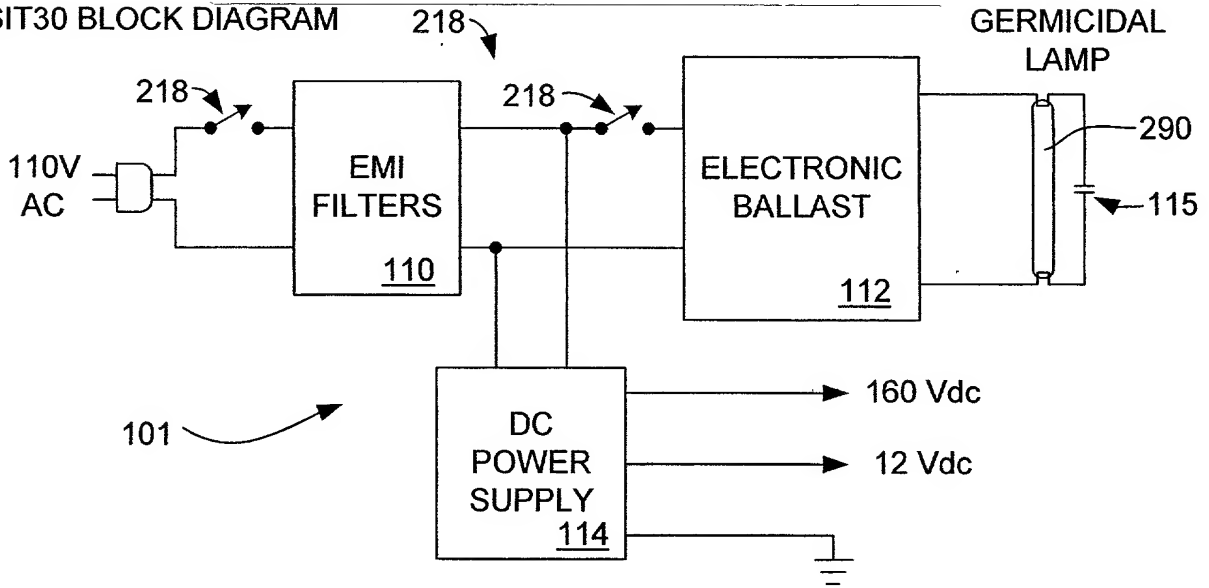 SIT30 BLOCK DIAGRAM
218
GERMICIDAL
LAMP
218
218
290
110V
AC
EMI
FILTERS
110
ELECTRONIC
BALLAST
112
115
101
DC
POWER
SUPPLY
114
160 Vdc
12 Vdc